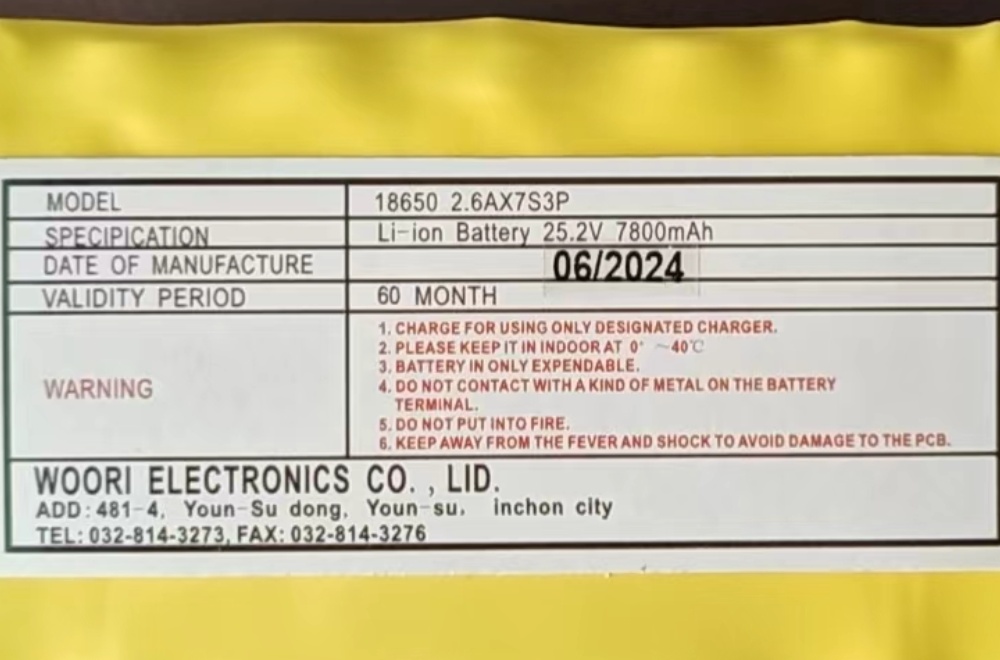 MODEL 18650 2.6AX7S3P
SPECIPICATION Li-ion Battery 25.2V 7800mAh
DATE OF MANUFACTURE 06/2024
VALIDITY PERIOD 60 MONTH
WARNING
1. CHARGE FOR USING ONLY DESIGNATED CHARGER.
2. PLEASE KEEP IT IN INDOOR AT 0° ~40℃
3. BATTERY IN ONLY EXPENDABLE.
4. DO NOT CONTACT WITH A KIND OF METAL ON THE BATTERY
TERMINAL.
5. DO NOT PUT INTO FIRE.
6. KEEP AWAY FROM THE FEVER AND SHOCK TO AVOID DAMAGE TO THE PCB.
WOORI ELECTRONICS CO. , LID.
ADD:481-4, Youn-Su dong, Youn-su, inchon city
TEL: 032-814-3273, FAX: 032-814-3276